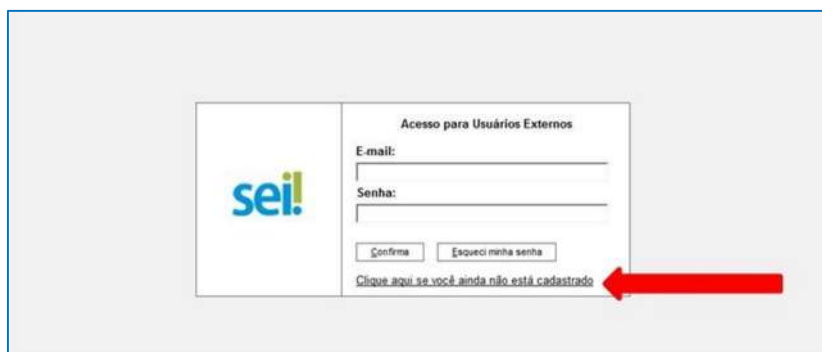 Acesso para Usuários Externos
E-mail:
sei!
Senha:
Confirma Esqueci minha senha
Clique aqui se você ainda não está cadastrado